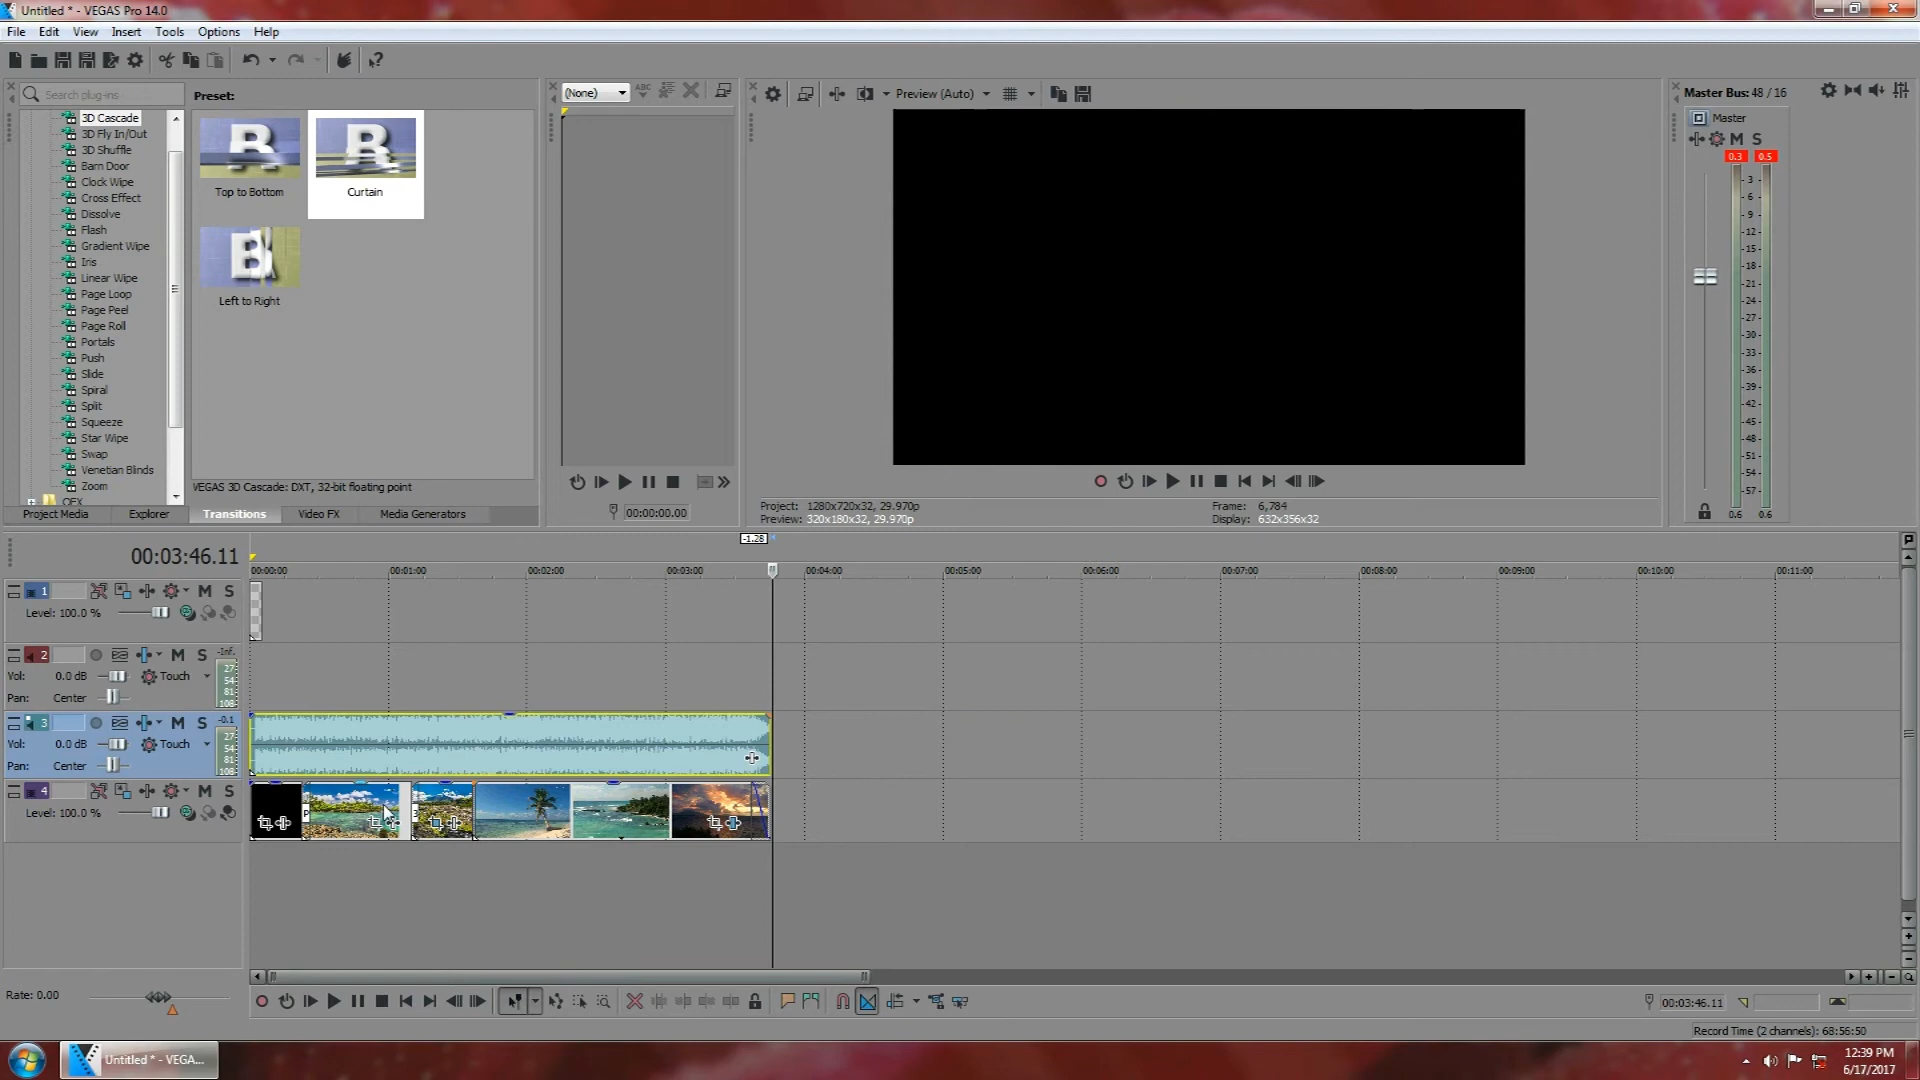 Untitled * - VEGAS Pro 14.0
File Edit View Insert Tools Options Help
Search plug-ins
Preset:
(None)
Preview (Auto)
Master Bus: 48 / 16
3D Cascade
3D Fly In/Out
3D Shuffle
Barn Door
Clock Wipe
Cross Effect
Dissolve
Flash
Gradient Wipe
Iris
Linear Wipe
Page Loop
Page Peel
Page Roll
Portals
Push
Slide
Spiral
Split
Squeeze
Star Wipe
Swap
Venetian Blinds
Zoom
OFX
Top to Bottom
Curtain
Left to Right
VEGAS 3D Cascade: DXT, 32-bit floating point
Project Media Explorer Transitions Video FX Media Generators
00:00:00.00
Project: 1280x720x32, 29.970p
Preview: 320x180x32, 29.970p
Frame: 6,784
Display: 632x356x32
Master
M S
0.3 0.5
- 3 -
- 6 -
- 9 -
-12-
-15-
-18-
-21-
-24-
-27-
-30-
-33-
-36-
-39-
-42-
-45-
-48-
-51-
-54-
-57-
0.6 0.6
-1.28
00:03:46.11
00:00:00 00:01:00 00:02:00 00:03:00 00:04:00 00:05:00 00:06:00 00:07:00 00:08:00 00:09:00 00:10:00 00:11:00
1 M S
Level: 100.0 %
2 M S -Inf.
Vol: 0.0 dB Touch
Pan: Center
27
54
81
108
3 M S -0.1
Vol: 0.0 dB Touch
Pan: Center
27
54
81
108
4 M S
Level: 100.0 %
Rate: 0.00
00:03:46.11
Record Time (2 channels): 68:56:50
Untitled * - VEGA...
12:39 PM
6/17/2017